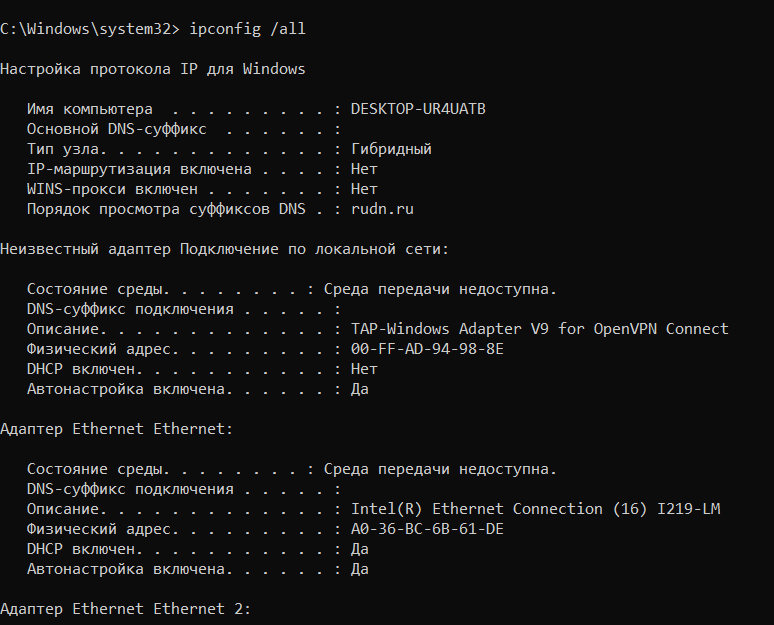 C:\Windows\system32> ipconfig /all
Настройка протокола IP для Windows
Имя компьютера  . . . . . . . . . : DESKTOP-UR4UATB
Основной DNS-суффикс  . . . . . . :
Тип узла. . . . . . . . . . . . . : Гибридный
IP-маршрутизация включена . . . . : Нет
WINS-прокси включен . . . . . . . : Нет
Порядок просмотра суффиксов DNS . : rudn.ru
Неизвестный адаптер Подключение по локальной сети:
Состояние среды. . . . . . . . : Среда передачи недоступна.
DNS-суффикс подключения . . . . . :
Описание. . . . . . . . . . . . . : TAP-Windows Adapter V9 for OpenVPN Connect
Физический адрес. . . . . . . . . : 00-FF-AD-94-98-8E
DHCP включен. . . . . . . . . . . : Нет
Автонастройка включена. . . . . . : Да
Адаптер Ethernet Ethernet:
Состояние среды. . . . . . . . : Среда передачи недоступна.
DNS-суффикс подключения . . . . . :
Описание. . . . . . . . . . . . . : Intel(R) Ethernet Connection (16) I219-LM
Физический адрес. . . . . . . . . : A0-36-BC-6B-61-DE
DHCP включен. . . . . . . . . . . : Да
Автонастройка включена. . . . . . : Да
Адаптер Ethernet Ethernet 2: